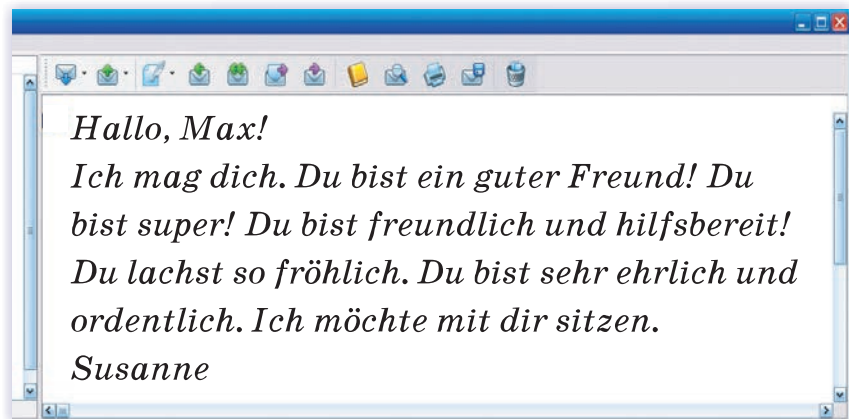 Hallo, Max!
Ich mag dich. Du bist ein guter Freund! Du
bist super! Du bist freundlich und hilfsbereit!
Du lachst so fröhlich. Du bist sehr ehrlich und
ordentlich. Ich möchte mit dir sitzen.
Susanne